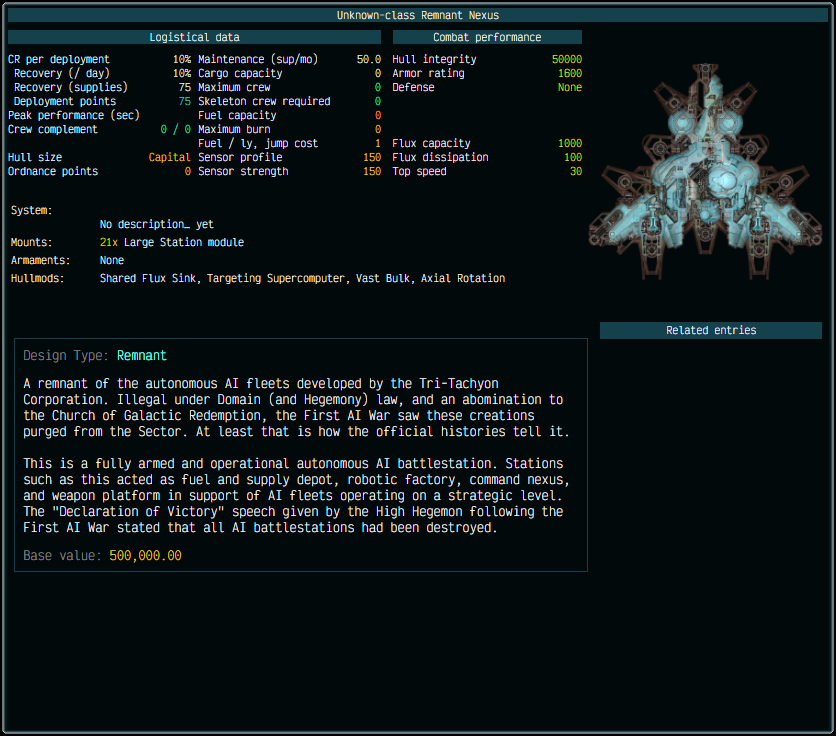 Unknown-class Remnant Nexus
Logistical data
CR per deployment 10% Maintenance (sup/mo) 50.0
Recovery (/ day) 10% Cargo capacity 0
Recovery (supplies) 75 Maximum crew 0
Deployment points 75 Skeleton crew required 0
Peak performance (sec) Fuel capacity 0
Crew complement 0 / 0 Maximum burn 0
Fuel / ly, jump cost 1
Hull size Capital Sensor profile 150
Ordnance points 0 Sensor strength 150
Combat performance
Hull integrity 50000
Armor rating 1600
Defense None
Flux capacity 1000
Flux dissipation 100
Top speed 30
System:
No description… yet
Mounts: 21x Large Station module
Armaments: None
Hullmods: Shared Flux Sink, Targeting Supercomputer, Vast Bulk, Axial Rotation
Related entries
Design Type: Remnant
A remnant of the autonomous AI fleets developed by the Tri-Tachyon
Corporation. Illegal under Domain (and Hegemony) law, and an abomination to
the Church of Galactic Redemption, the First AI War saw these creations
purged from the Sector. At least that is how the official histories tell it.
This is a fully armed and operational autonomous AI battlestation. Stations
such as this acted as fuel and supply depot, robotic factory, command nexus,
and weapon platform in support of AI fleets operating on a strategic level.
The "Declaration of Victory" speech given by the High Hegemon following the
First AI War stated that all AI battlestations had been destroyed.
Base value: 500,000.00